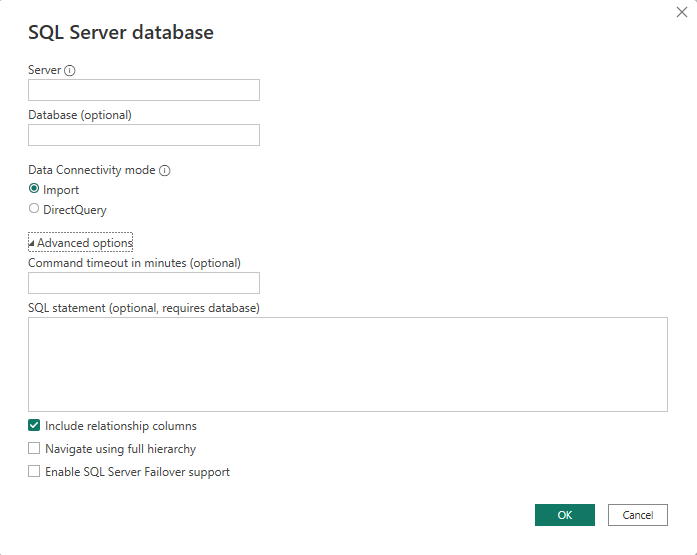 SQL Server database
Server
Database (optional)
Data Connectivity mode
Import
DirectQuery
Advanced options
Command timeout in minutes (optional)
SQL statement (optional, requires database)
Include relationship columns
Navigate using full hierarchy
Enable SQL Server Failover support
OK Cancel